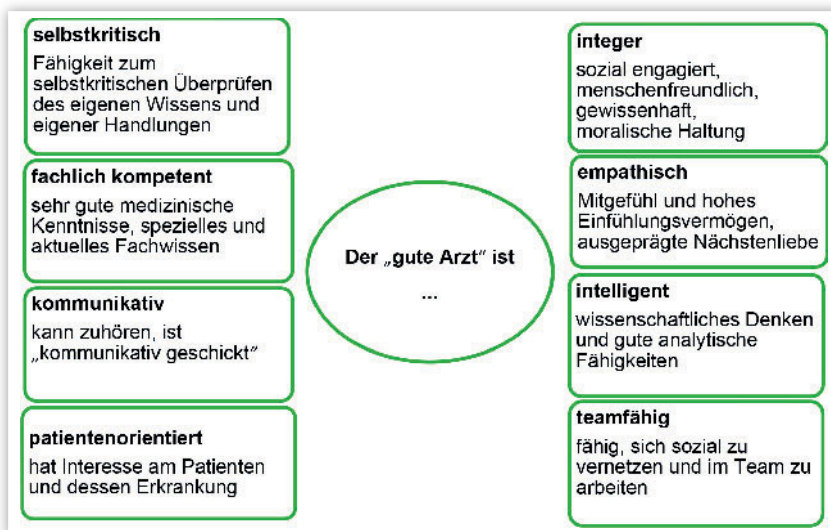 selbstkritisch
Fähigkeit zum
selbstkritischen Überprüfen
des eigenen Wissens und
eigener Handlungen
fachlich kompetent
sehr gute medizinische
Kenntnisse, spezielles und
aktuelles Fachwissen
kommunikativ
kann zuhören, ist
„kommunikativ geschickt“
patientenorientiert
hat Interesse am Patienten
und dessen Erkrankung
Der „gute Arzt“ ist
...
integer
sozial engagiert,
menschenfreundlich,
gewissenhaft,
moralische Haltung
empathisch
Mitgefühl und hohes
Einfühlungsvermögen,
ausgeprägte Nächstenliebe
intelligent
wissenschaftliches Denken
und gute analytische
Fähigkeiten
teamfähig
fähig, sich sozial zu
vernetzen und im Team zu
arbeiten